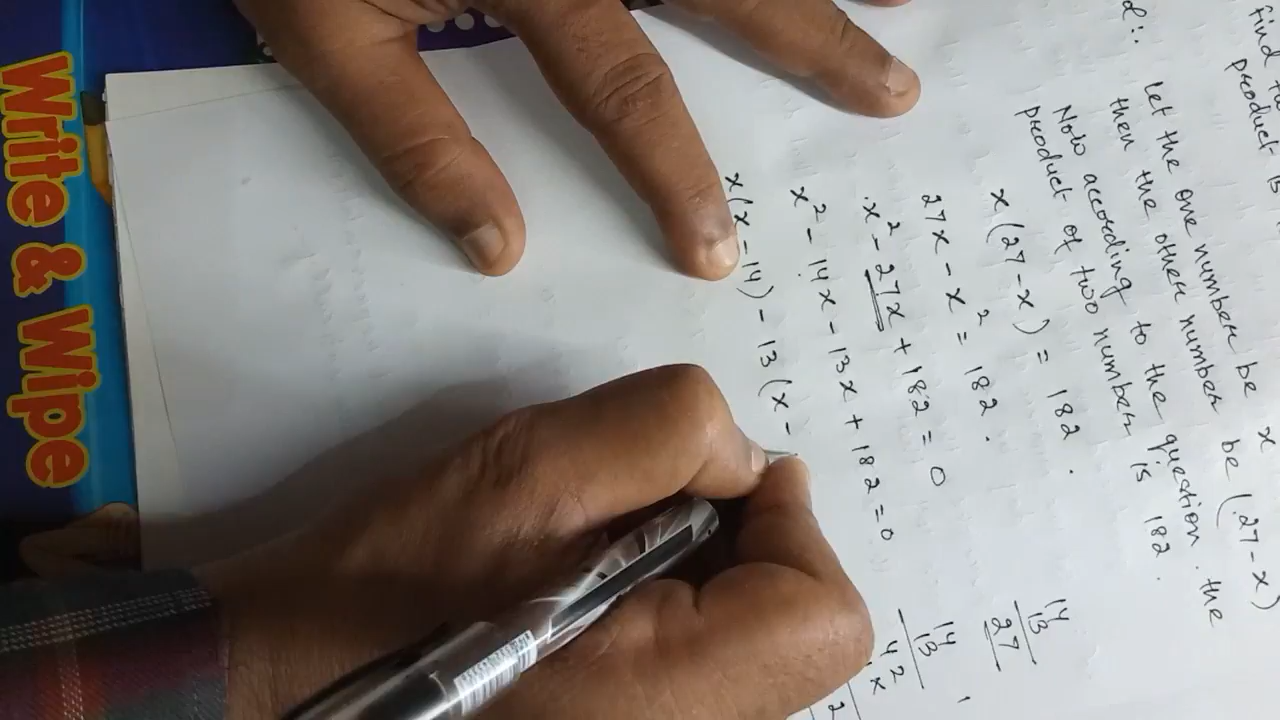 find
product is
let the one number be x
then the other number be (27-x)
Now according to the question. the
product of two number is 182.
x(27-x) = 182.
27x - x² = 182.
x² - 27x + 182 = 0
x² - 14x - 13x + 182 = 0
x(x-14) - 13(x-
14
13
27
14
13
42
x
2
Write & Wipe